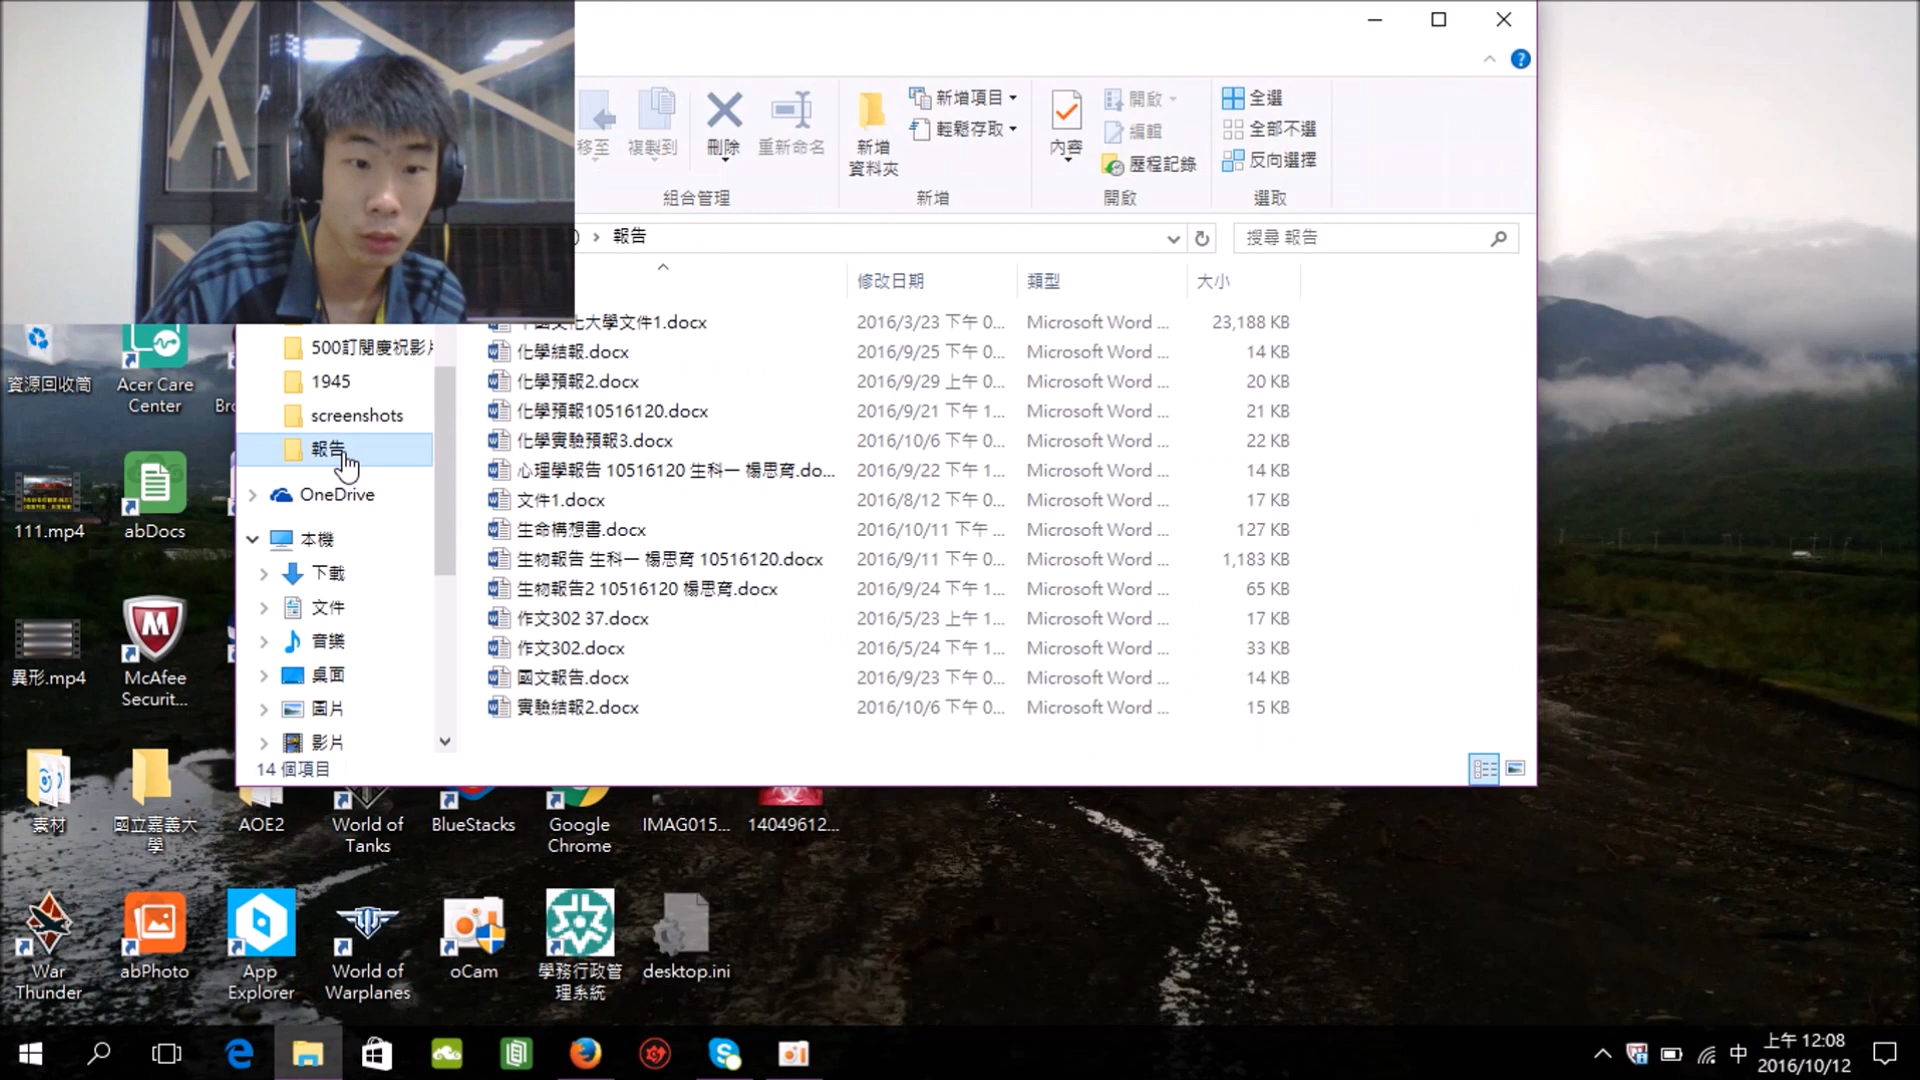 移至
複製到
刪除
重新命名
組合管理
新增
資料夾
新增項目
輕鬆存取
新增
內容
開啟
編輯
歷程記錄
開啟
全選
全部不選
反向選擇
選取
報告
搜尋 報告
修改日期
類型
大小
文化大學文件1.docx 2016/3/23 下午 0... Microsoft Word ... 23,188 KB
化學結報.docx 2016/9/25 下午 0... Microsoft Word ... 14 KB
化學預報2.docx 2016/9/29 上午 0... Microsoft Word ... 20 KB
化學預報10516120.docx 2016/9/21 下午 1... Microsoft Word ... 21 KB
化學實驗預報3.docx 2016/10/6 下午 0... Microsoft Word ... 22 KB
心理學報告 10516120 生科一 楊思育.do... 2016/9/22 下午 1... Microsoft Word ... 14 KB
文件1.docx 2016/8/12 下午 0... Microsoft Word ... 17 KB
生命構想書.docx 2016/10/11 下午 ... Microsoft Word ... 127 KB
生物報告 生科一 楊思育 10516120.docx 2016/9/11 下午 0... Microsoft Word ... 1,183 KB
生物報告2 10516120 楊思育.docx 2016/9/24 下午 1... Microsoft Word ... 65 KB
作文302 37.docx 2016/5/23 上午 1... Microsoft Word ... 17 KB
作文302.docx 2016/5/24 下午 1... Microsoft Word ... 33 KB
國文報告.docx 2016/9/23 下午 0... Microsoft Word ... 14 KB
實驗結報2.docx 2016/10/6 下午 0... Microsoft Word ... 15 KB
500訂閱慶祝影片
1945
screenshots
報告
OneDrive
本機
下載
文件
音樂
桌面
圖片
影片
14 個項目
資源回收筒
Acer Care
Center
Bro
111.mp4
abDocs
異形.mp4
McAfee
Securit...
素材
國立嘉義大
學
AOE2
World of
Tanks
BlueStacks
Google
Chrome
IMAG015...
14049612...
War
Thunder
abPhoto
App
Explorer
World of
Warplanes
oCam
學務行政管
理系統
desktop.ini
中
上午 12:08
2016/10/12